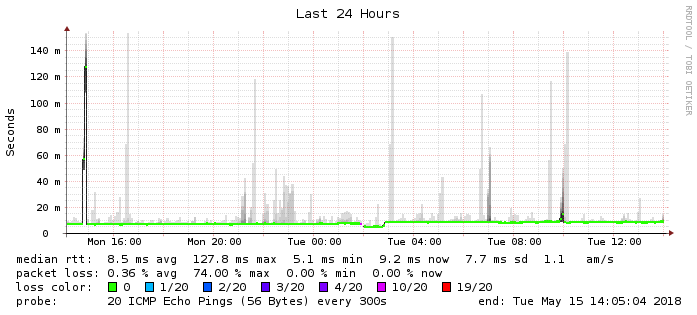 Last 24 Hours
RRDTOOL / TOBI OETIKER
Seconds
140 m
120 m
100 m
80 m
60 m
40 m
20 m
0
Mon 16:00 Mon 20:00 Tue 00:00 Tue 04:00 Tue 08:00 Tue 12:00
median rtt: 8.5 ms avg 127.8 ms max 5.1 ms min 9.2 ms now 7.7 ms sd 1.1 am/s
packet loss: 0.36 % avg 74.00 % max 0.00 % min 0.00 % now
loss color: 0 1/20 2/20 3/20 4/20 10/20 19/20
probe: 20 ICMP Echo Pings (56 Bytes) every 300s end: Tue May 15 14:05:04 2018